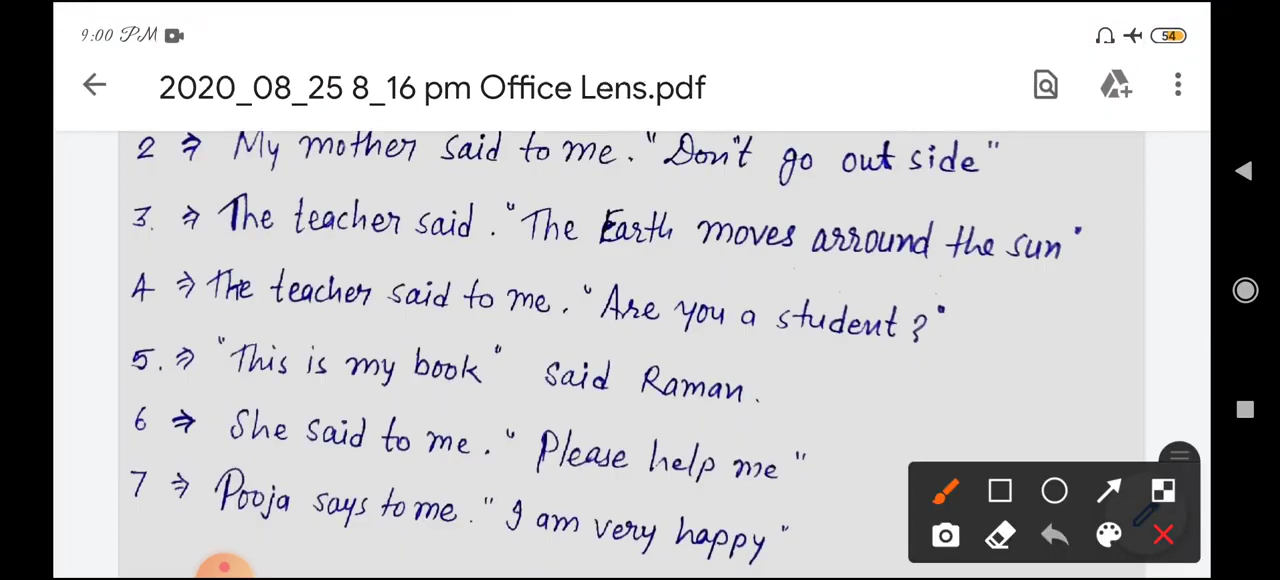 9:00 PM
54
2020_08_25 8_16 pm Office Lens.pdf
2 ⇒ My mother said to me. "Don't go out side"
3. ⇒ The teacher said. "The Earth moves arround the sun"
4 ⇒ The teacher said to me. "Are you a student ?"
5. ⇒ "This is my book" said Raman.
6 ⇒ She said to me. "Please help me"
7 ⇒ Pooja says to me. "I am very happy"